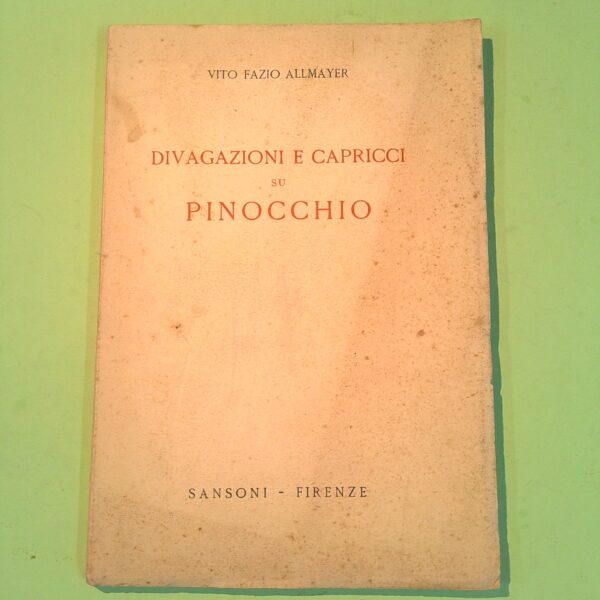 VITO FAZIO ALLMAYER
DIVAGAZIONI E CAPRICCI
SU
PINOCCHIO
SANSONI - FIRENZE